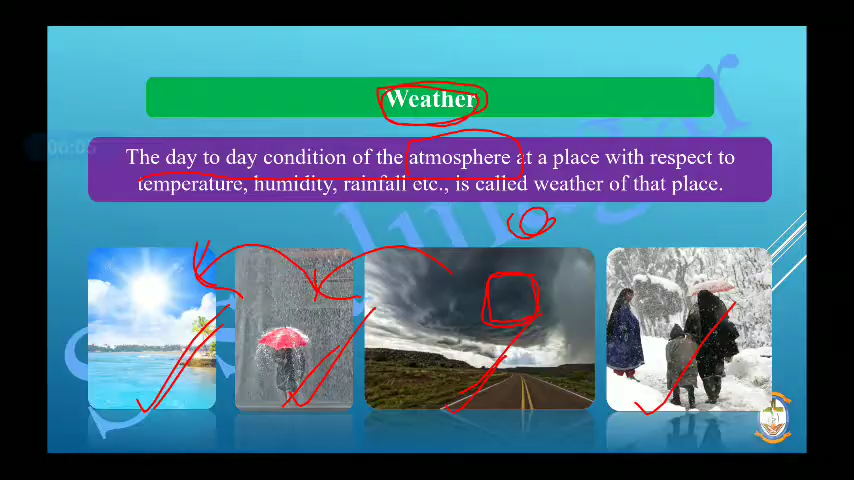 Weather
The day to day condition of the atmosphere at a place with respect to
temperature, humidity, rainfall etc., is called weather of that place.